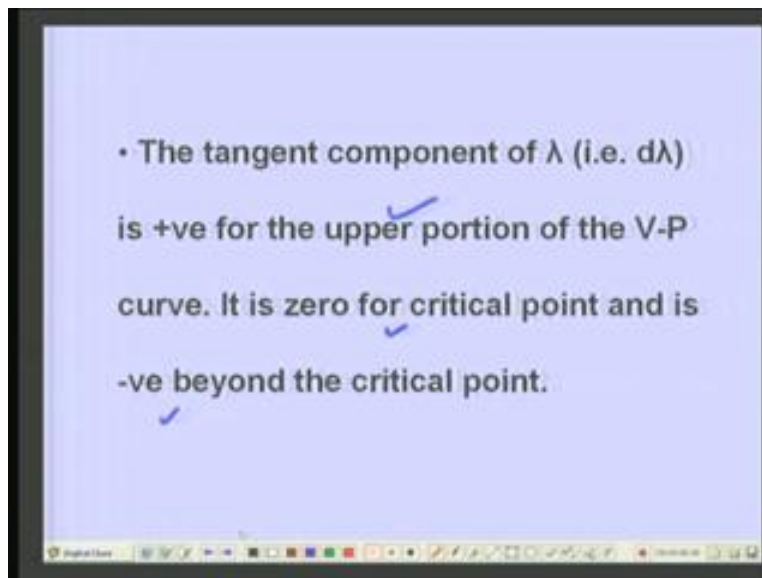 • The tangent component of λ (i.e. dλ)
is +ve for the upper portion of the V-P
curve. It is zero for critical point and is
-ve beyond the critical point.